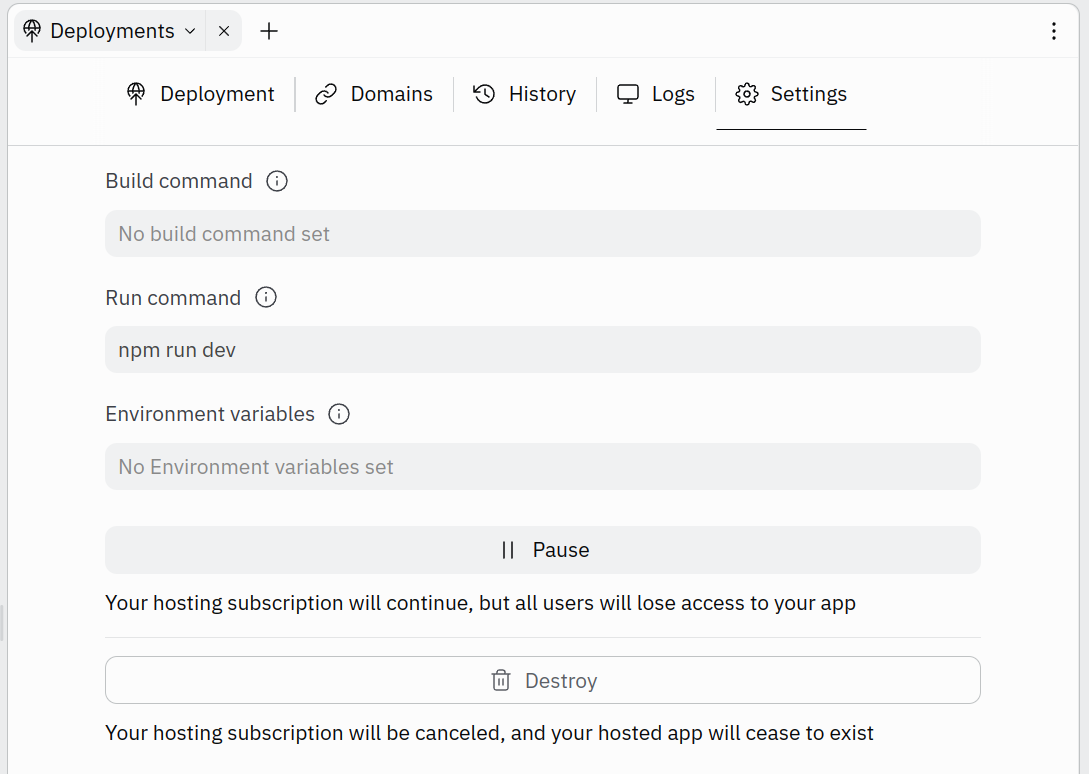 Deployments
Deployment Domains History Logs Settings
Build command
No build command set
Run command
npm run dev
Environment variables
No Environment variables set
Pause
Your hosting subscription will continue, but all users will lose access to your app
Destroy
Your hosting subscription will be canceled, and your hosted app will cease to exist